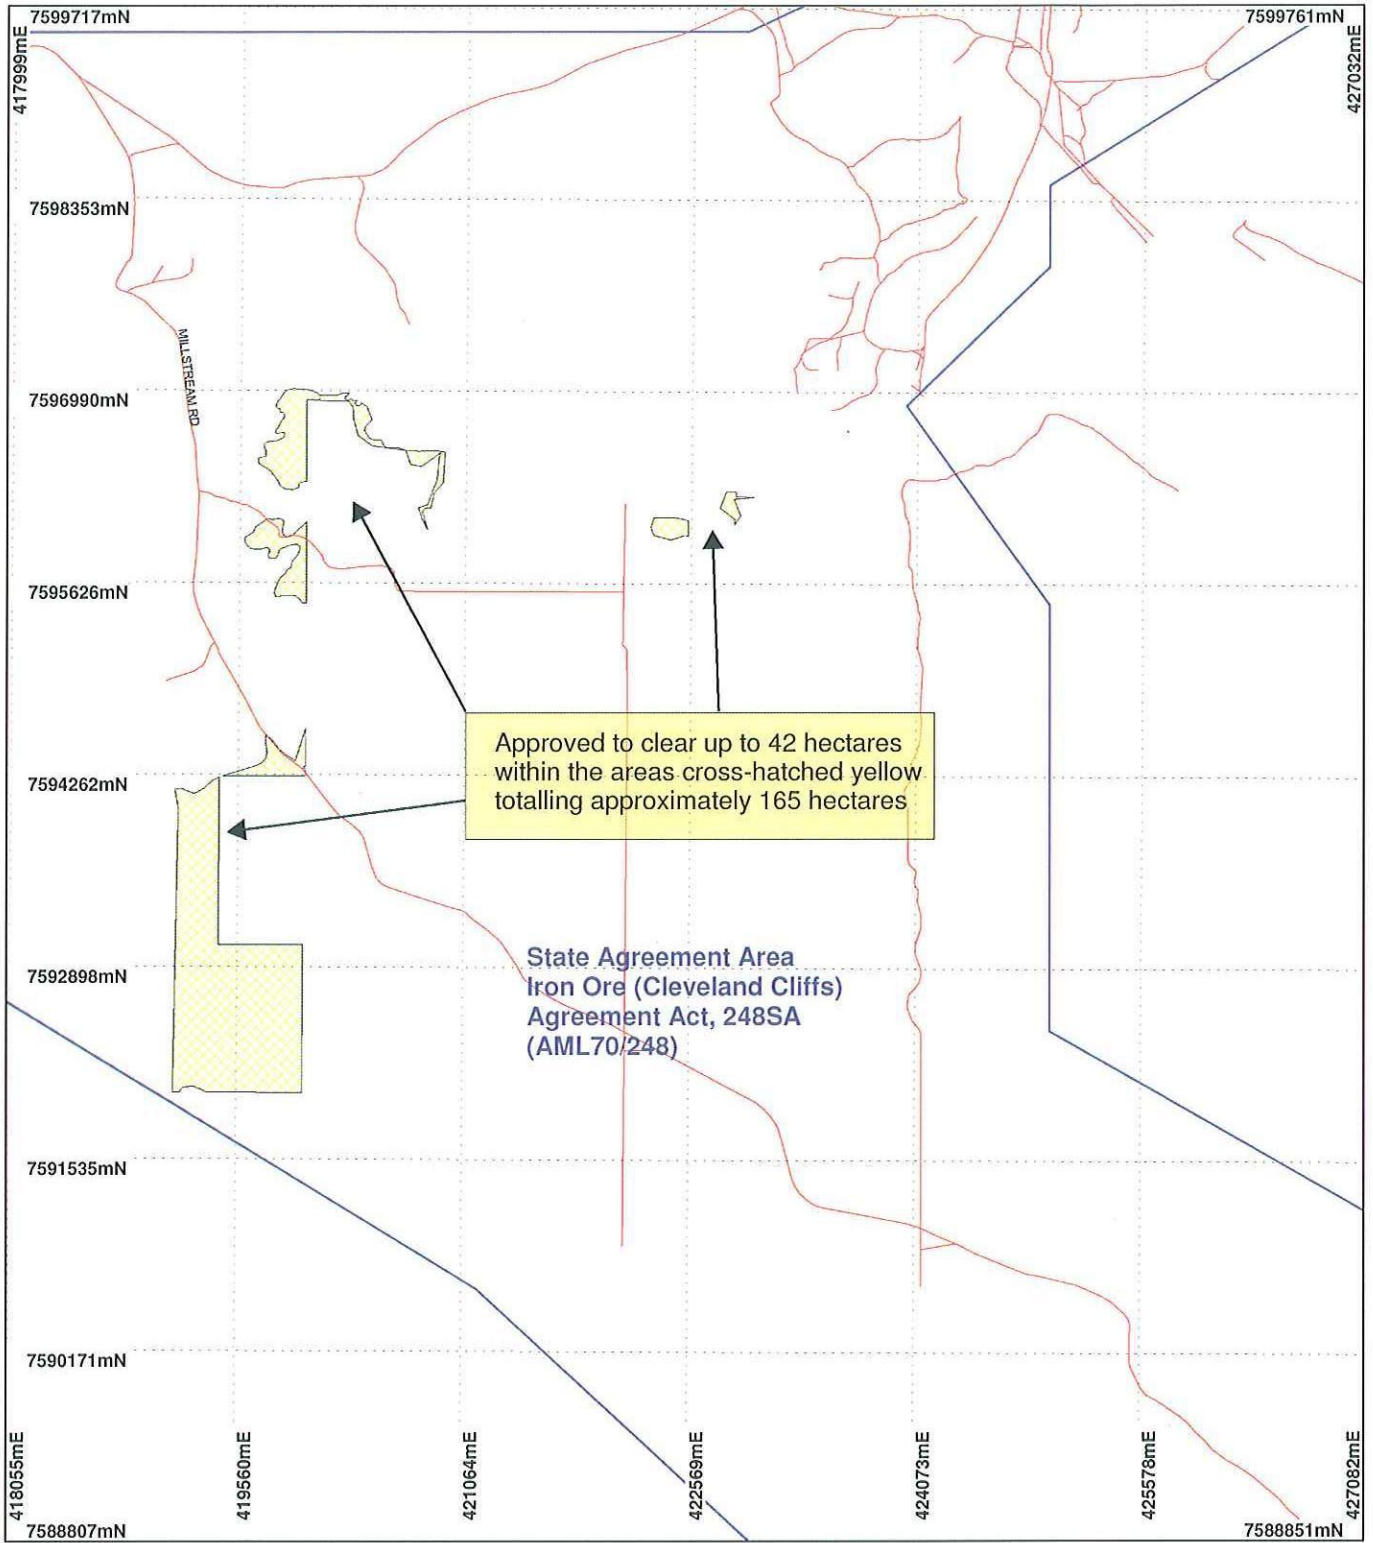 7599717mN
7599761mN
417999mE
427032mE
7598353mN
MILLSTREAM RD
7596990mN
7595626mN
Approved to clear up to 42 hectares
within the areas cross-hatched yellow
totalling approximately 165 hectares
7594262mN
State Agreement Area
Iron Ore (Cleveland Cliffs)
Agreement Act, 248SA
(AML70/248)
7592898mN
7591535mN
7590171mN
418055mE
419560mE
421064mE
422569mE
424073mE
425578mE
427082mE
7588807mN
7588851mN